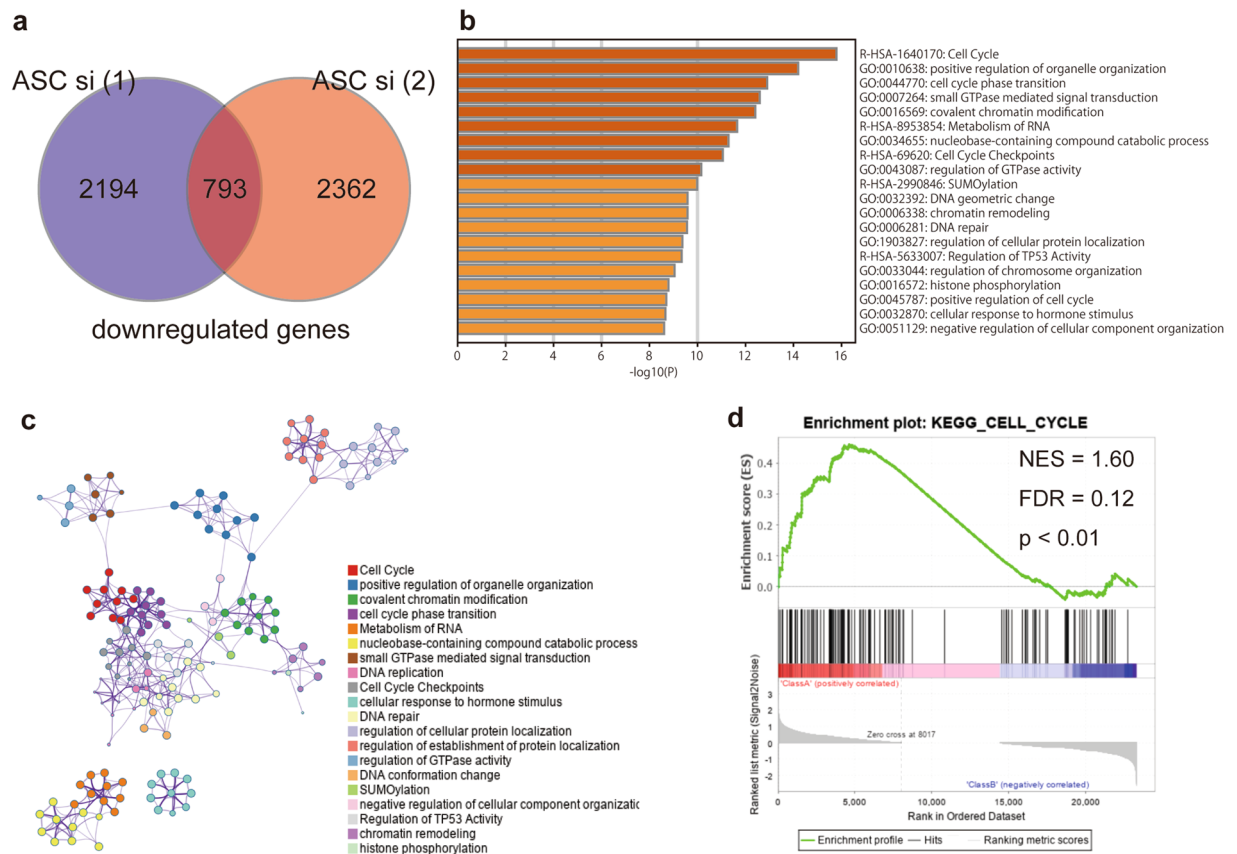 a
ASC si (1)
ASC si (2)
2194
793
2362
downregulated genes
b
R-HSA-1640170: Cell Cycle
GO:0010638: positive regulation of organelle organization
GO:0044770: cell cycle phase transition
GO:0007264: small GTPase mediated signal transduction
GO:0016569: covalent chromatin modification
R-HSA-8953854: Metabolism of RNA
GO:0034655: nucleobase-containing compound catabolic process
R-HSA-69620: Cell Cycle Checkpoints
GO:0043087: regulation of GTPase activity
R-HSA-2990846: SUMOylation
GO:0032392: DNA geometric change
GO:0006338: chromatin remodeling
GO:0006281: DNA repair
GO:1903827: regulation of cellular protein localization
R-HSA-5633007: Regulation of TP53 Activity
GO:0033044: regulation of chromosome organization
GO:0016572: histone phosphorylation
GO:0045787: positive regulation of cell cycle
GO:0032870: cellular response to hormone stimulus
GO:0051129: negative regulation of cellular component organization
0 2 4 6 8 10 12 14 16
-log10(P)
c
Cell Cycle
positive regulation of organelle organization
covalent chromatin modification
cell cycle phase transition
Metabolism of RNA
nucleobase-containing compound catabolic process
small GTPase mediated signal transduction
DNA replication
Cell Cycle Checkpoints
cellular response to hormone stimulus
DNA repair
regulation of cellular protein localization
regulation of establishment of protein localization
regulation of GTPase activity
DNA conformation change
SUMOylation
negative regulation of cellular component organizatic
Regulation of TP53 Activity
chromatin remodeling
histone phosphorylation
d
Enrichment plot: KEGG_CELL_CYCLE
NES = 1.60
FDR = 0.12
p < 0.01
Enrichment score (ES)
0.4
0.3
0.2
0.1
0.0
'ClassA' (positively correlated)
Ranked list metric (Signal2Noise)
3
2
1
0
-1
-2
Zero cross at 8017
'ClassB' (negatively correlated)
0 5,000 10,000 15,000 20,000
Rank in Ordered Dataset
Enrichment profile Hits Ranking metric scores